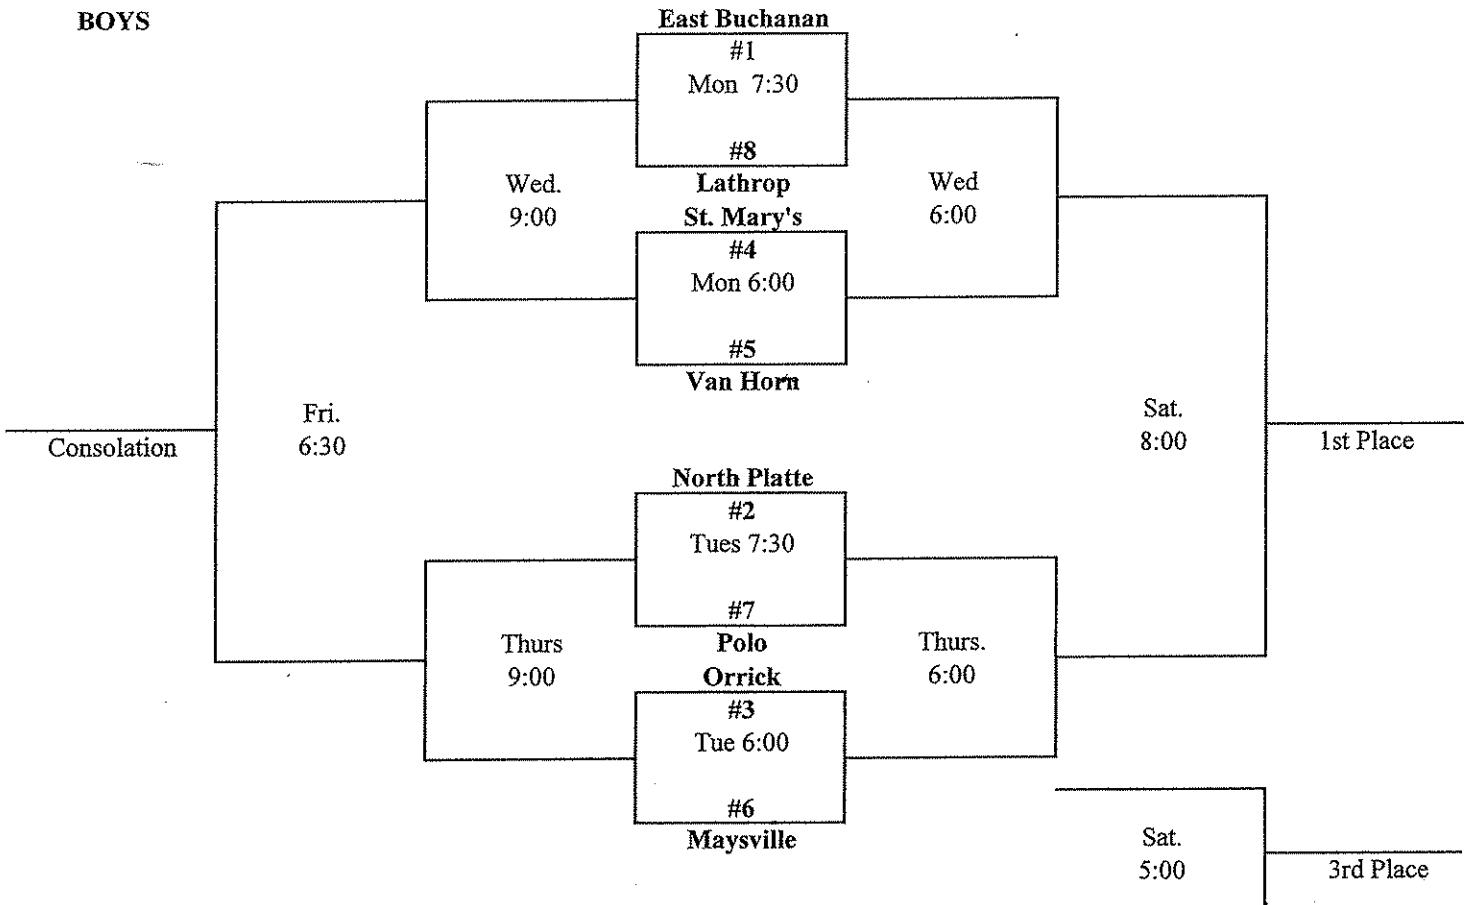 BOYS
East Buchanan
#1
Mon 7:30
#8
Lathrop
Wed.
9:00
Wed
6:00
St. Mary's
#4
Mon 6:00
#5
Van Horn
Fri.
6:30
Consolation
Sat.
8:00
1st Place
North Platte
#2
Tues 7:30
#7
Polo
Thurs
9:00
Thurs.
6:00
Orrick
#3
Tue 6:00
#6
Maysville
Sat.
5:00
3rd Place